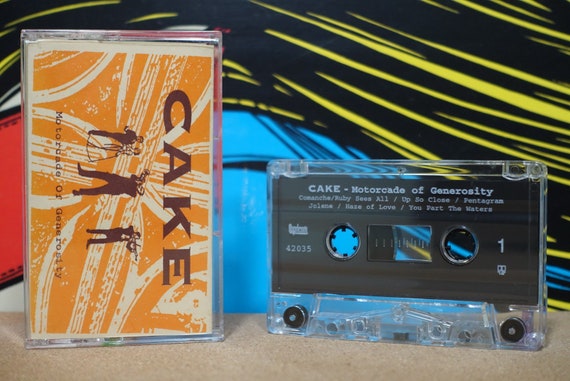 CAKE
Motorcade Of Generosity
CAKE - Motorcade of Generosity
Comanche/Ruby Sees All / Up So Close / Pentagram
Jolene / Haze of Love / You Part The Waters
42035
1